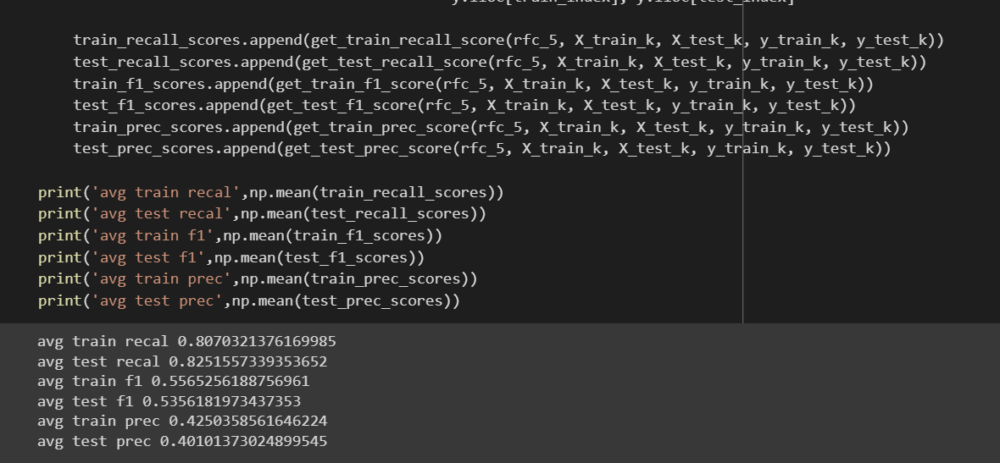 y.iloc[train_index], y.iloc[test_index]
train_recall_scores.append(get_train_recall_score(rfc_5, X_train_k, X_test_k, y_train_k, y_test_k))
test_recall_scores.append(get_test_recall_score(rfc_5, X_train_k, X_test_k, y_train_k, y_test_k))
train_f1_scores.append(get_train_f1_score(rfc_5, X_train_k, X_test_k, y_train_k, y_test_k))
test_f1_scores.append(get_test_f1_score(rfc_5, X_train_k, X_test_k, y_train_k, y_test_k))
train_prec_scores.append(get_train_prec_score(rfc_5, X_train_k, X_test_k, y_train_k, y_test_k))
test_prec_scores.append(get_test_prec_score(rfc_5, X_train_k, X_test_k, y_train_k, y_test_k))
print('avg train recal',np.mean(train_recall_scores))
print('avg test recal',np.mean(test_recall_scores))
print('avg train f1',np.mean(train_f1_scores))
print('avg test f1',np.mean(test_f1_scores))
print('avg train prec',np.mean(train_prec_scores))
print('avg test prec',np.mean(test_prec_scores))
avg train recal 0.8070321376169985
avg test recal 0.8251557339353652
avg train f1 0.5565256188756961
avg test f1 0.5356181973437353
avg train prec 0.4250358561646224
avg test prec 0.40101373024899545